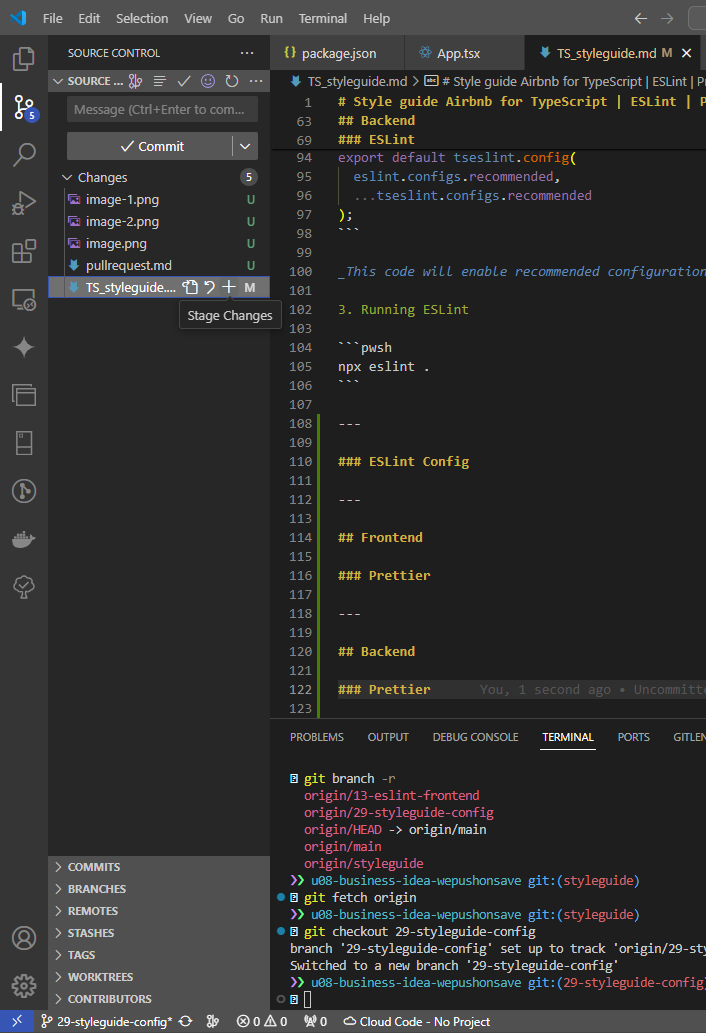 File Edit Selection View Go Run Terminal Help
SOURCE CONTROL
SOURCE ...
5
Message (Ctrl+Enter to com...
Commit
Changes 5
image-1.png U
image-2.png U
image.png U
pullrequest.md U
TS_styleguide.... M
Stage Changes
COMMITS
BRANCHES
REMOTES
STASHES
TAGS
WORKTREES
CONTRIBUTORS
{} package.json
App.tsx
TS_styleguide.md M
TS_styleguide.md > abc # Style guide Airbnb for TypeScript | ESLint | P
1 # Style guide Airbnb for TypeScript | ESLint | P
63 ## Backend
69 ### ESLint
94 export default tseslint.config(
95 eslint.configs.recommended,
96 ...tseslint.configs.recommended
97 );
98 ```
99
100 _This code will enable recommended configuration
101
102 3. Running ESLint
103
104 ```pwsh
105 npx eslint .
106 ```
107
108 ---
109
110 ### ESLint Config
111
112 ---
113
114 ## Frontend
115
116 ### Prettier
117
118 ---
119
120 ## Backend
121
122 ### Prettier You, 1 second ago • Uncommitte
123
PROBLEMS OUTPUT DEBUG CONSOLE TERMINAL PORTS GITLEN
git branch -r
origin/13-eslint-frontend
origin/29-styleguide-config
origin/HEAD -> origin/main
origin/main
origin/styleguide
❯❯ u08-business-idea-wepushonsave git:(styleguide)
git fetch origin
❯❯ u08-business-idea-wepushonsave git:(styleguide)
git checkout 29-styleguide-config
branch '29-styleguide-config' set up to track 'origin/29-sty
Switched to a new branch '29-styleguide-config'
❯❯ u08-business-idea-wepushonsave git:(29-styleguide-config)
29-styleguide-config* 0 0 0 Cloud Code - No Project